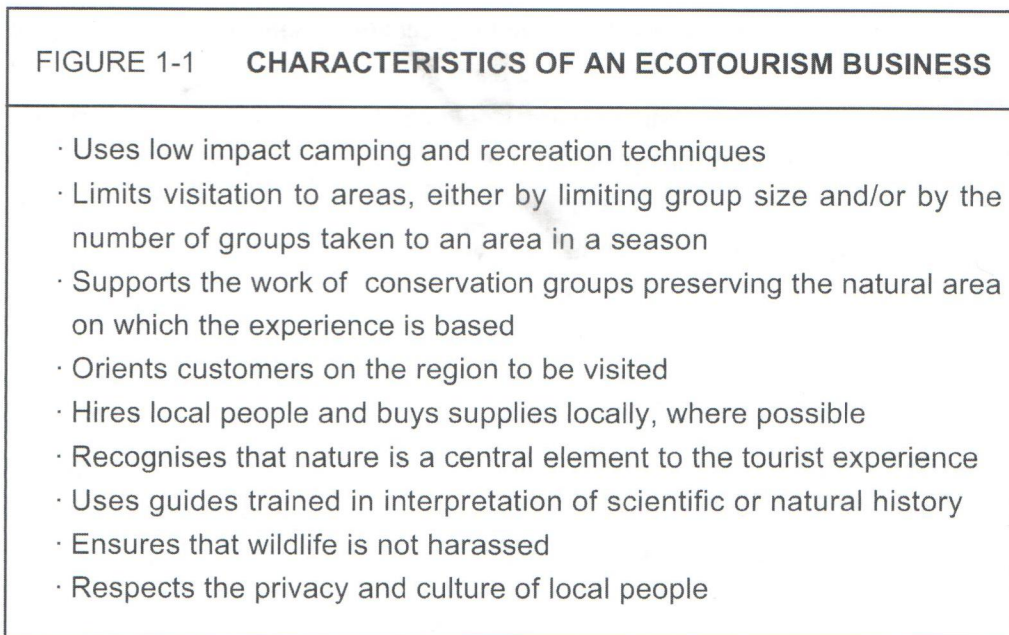 FIGURE 1-1 CHARACTERISTICS OF AN ECOTOURISM BUSINESS
· Uses low impact camping and recreation techniques
· Limits visitation to areas, either by limiting group size and/or by the
number of groups taken to an area in a season
· Supports the work of conservation groups preserving the natural area
on which the experience is based
· Orients customers on the region to be visited
· Hires local people and buys supplies locally, where possible
· Recognises that nature is a central element to the tourist experience
· Uses guides trained in interpretation of scientific or natural history
· Ensures that wildlife is not harassed
· Respects the privacy and culture of local people